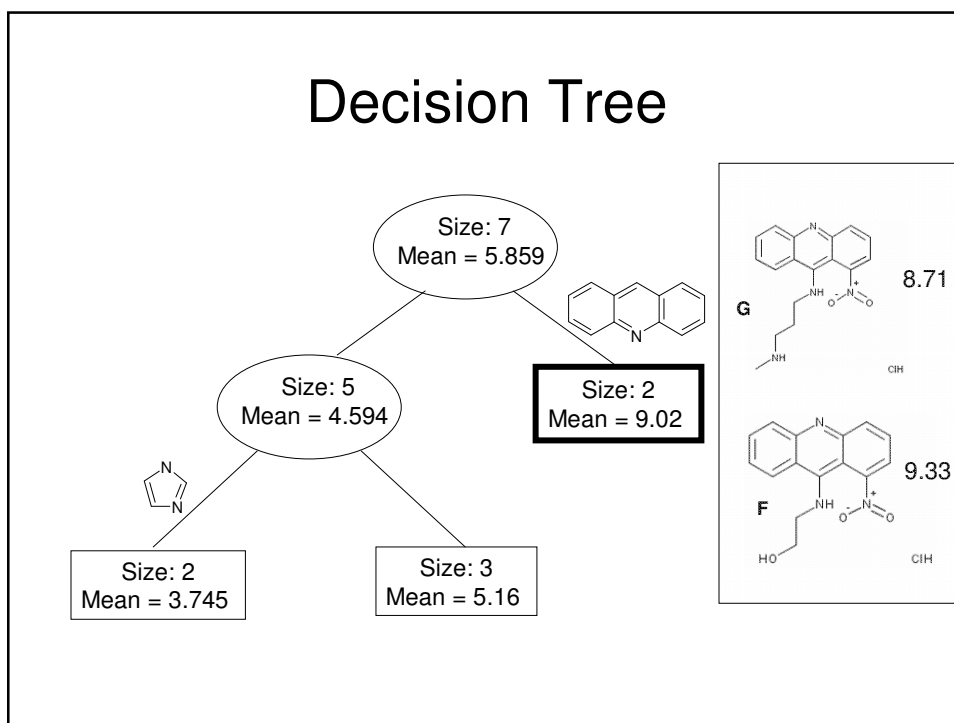 Decision Tree
Size: 7
Mean = 5.859
N
Size: 5
Mean = 4.594
Size: 2
Mean = 9.02
N
N
Size: 2
Mean = 3.745
Size: 3
Mean = 5.16
N
NH
N+
-O
O
8.71
G
NH
ClH
N
NH
N+
-O
O
9.33
F
HO
ClH